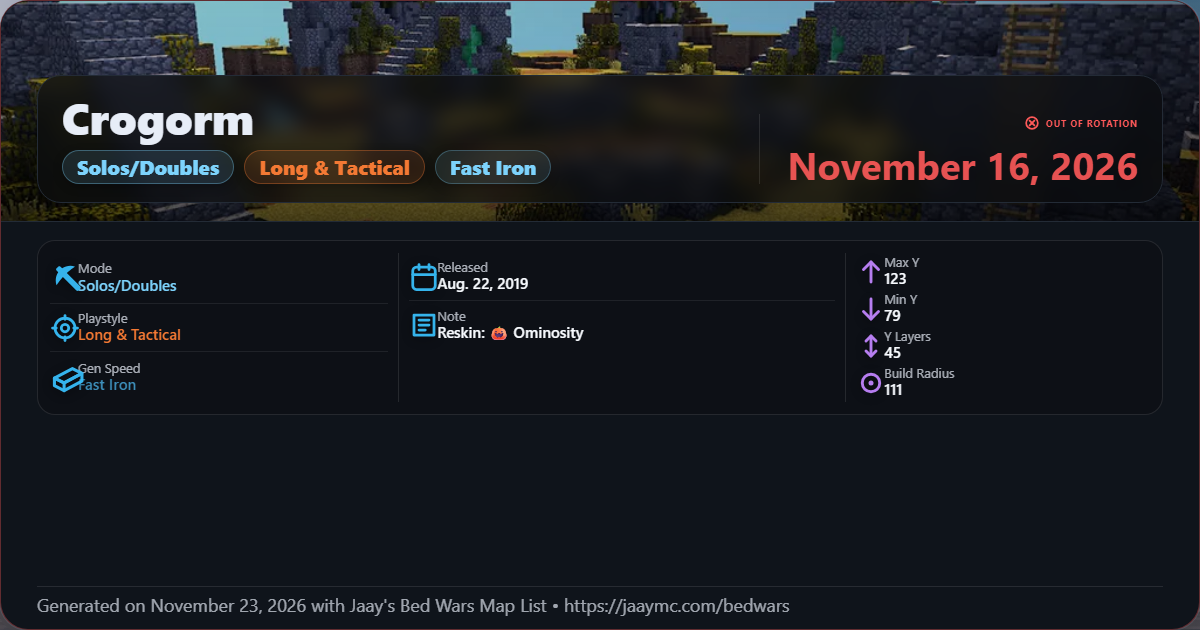 Crogorm
Solos/Doubles
Long & Tactical
Fast Iron
OUT OF ROTATION
November 16, 2026
Mode
Solos/Doubles
Playstyle
Long & Tactical
Gen Speed
Fast Iron
Released
Aug. 22, 2019
Note
Reskin: 🎃 Ominosity
Max Y
123
Min Y
79
Y Layers
45
Build Radius
111
Generated on November 23, 2026 with Jaay's Bed Wars Map List • https://jaaymc.com/bedwars